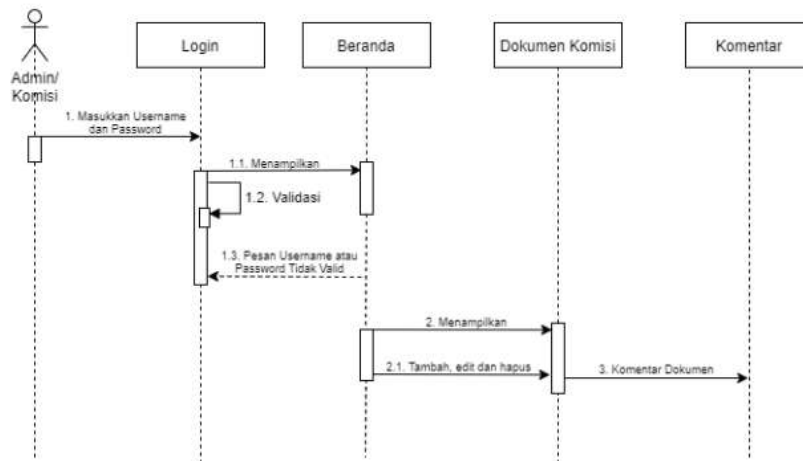 Login
Beranda
Dokumen Komisi
Komentar
Admin/
Komisi
1. Masukkan Username
dan Password
1.1. Menampilkan
1.2. Validasi
1.3. Pesan Username atau
Password Tidak Valid
2. Menampilkan
2.1. Tambah, edit dan hapus
3. Komentar Dokumen